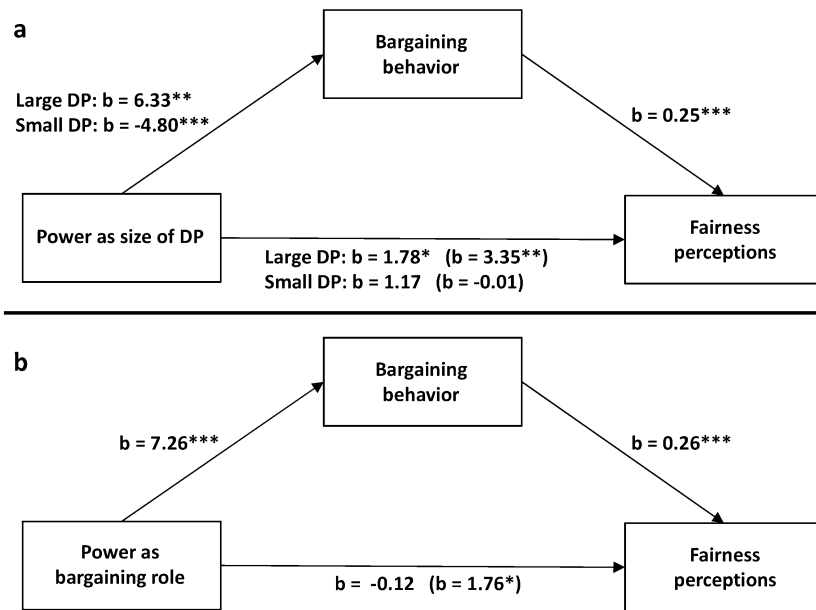 a
Bargaining
behavior
Large DP: b = 6.33**
Small DP: b = -4.80***
b = 0.25***
Power as size of DP
Fairness
perceptions
Large DP: b = 1.78* (b = 3.35**)
Small DP: b = 1.17 (b = -0.01)
b
Bargaining
behavior
b = 7.26***
b = 0.26***
Power as
bargaining role
Fairness
perceptions
b = -0.12 (b = 1.76*)